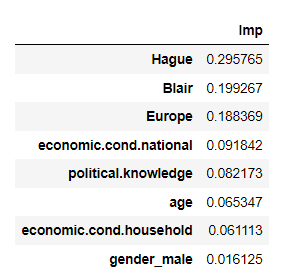 Imp
Hague 0.295765
Blair 0.199267
Europe 0.188369
economic.cond.national 0.091842
political.knowledge 0.082173
age 0.065347
economic.cond.household 0.061113
gender_male 0.016125